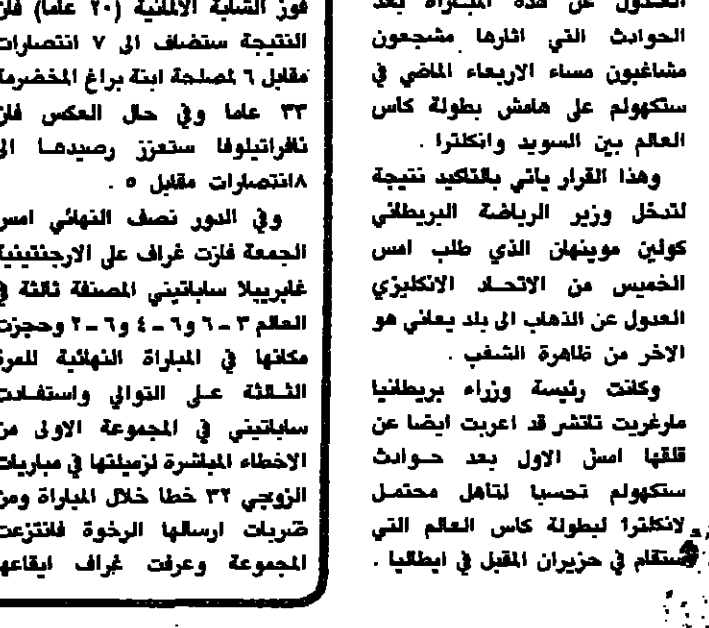 العدول عن هذه المباراة بعد
الحوادث التي اثارها مشجعون
مشاغبون مساء الاربعاء الماضي في
ستكهولم على هامش بطولة كاس
العالم بين السويد وانكلترا .
وهذا القرار ياتي بالتاكيد نتيجة
لتدخل وزير الرياضة البريطاني
كولين موينهان الذي طلب امس
الخميس من الاتحاد الانكليزي
العدول عن الذهاب الى بلد يعاني هو
الاخر من ظاهرة الشغب .
وكانت رئيسة وزراء بريطانيا
مارغريت تاتشر قد اعربت ايضا عن
قلقها امس الاول بعد حوادث
ستكهولم تحسبا لتاهل محتمل
لانكلترا لبطولة كاس العالم التي
ستقام في حزيران المقبل في ايطاليا .
فوز الشابة الالمانية (٢٠ عاما) فان
النتيجة ستضاف الى ٧ انتصارات
مقابل ٦ لمصلحة ابنة براغ المخضرمة
٣٣ عاما وفي حال العكس فان
نافراتيلوفا ستعزز رصيدها الى
٨انتصارات مقابل ٥ .
وفي الدور نصف النهائي امس
الجمعة فازت غراف على الارجنتينية
غابرييلا ساباتيني المصنفة ثالثة في
العالم ٣ - ٦ و٦ - ٤ و٦ - ٢ وحجزت
مكانها في المباراة النهائية للمرة
الثالثة على التوالي واستفادت
ساباتيني في المجموعة الاولى من
الاخطاء المباشرة لزميلتها في مباريات
الزوجي ٣٢ خطا خلال المباراة ومن
ضربات ارسالها الرخوة فانتزعت
المجموعة وعرفت غراف ايقاعها